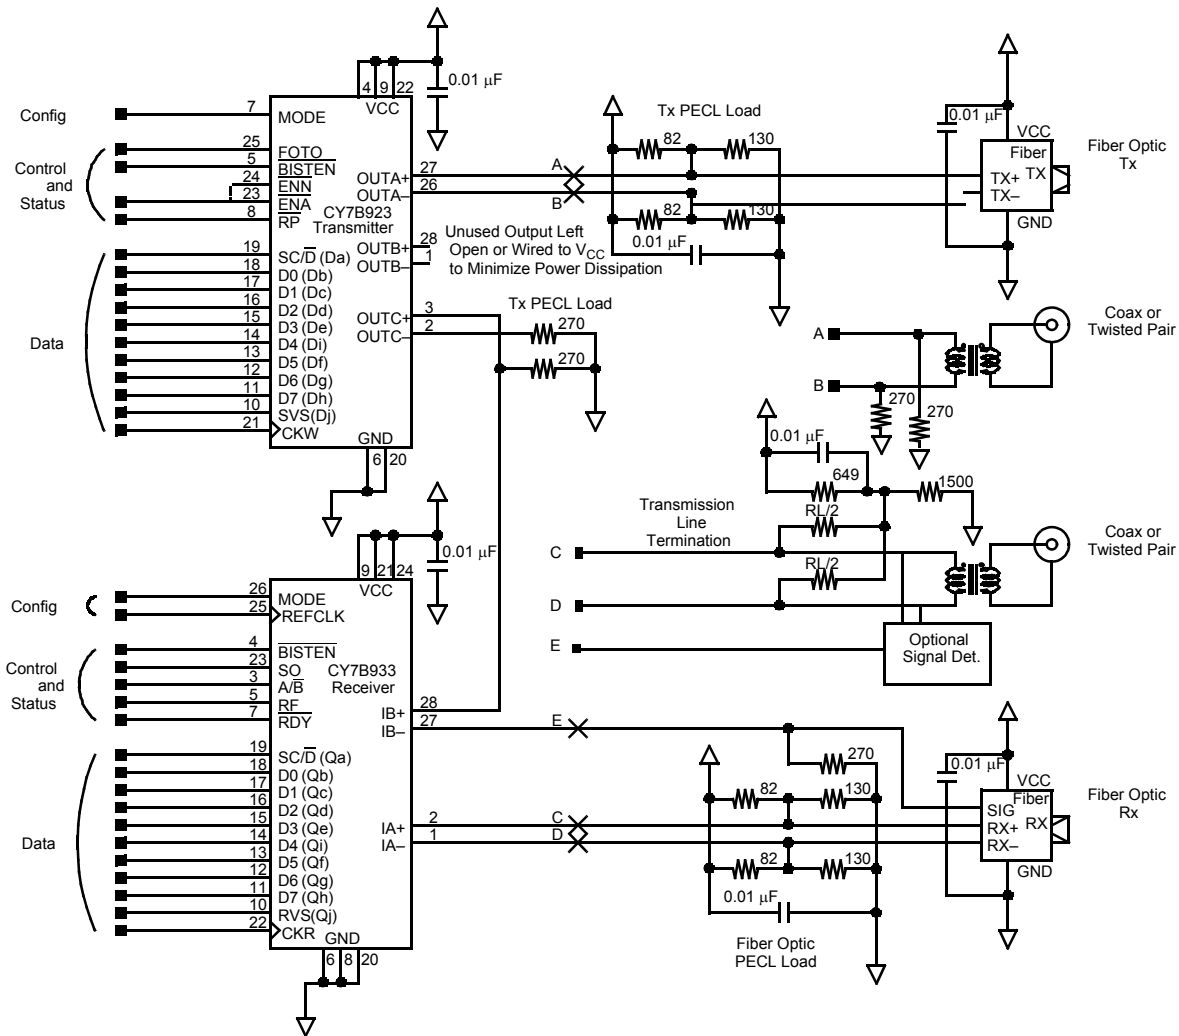 0.01 μF
4 9 22
VCC
Config
7
MODE
Control
and
Status
25
FOTO
5
BISTEN
24
ENN
23
ENA
8
RP
CY7B923
Transmitter
OUTA+
27
OUTA–
26
OUTB+
28
OUTB–
1
OUTC+
3
OUTC–
2
Unused Output Left
Open or Wired to VCC
to Minimize Power Dissipation
Data
19
SC/D (Da)
18
D0 (Db)
17
D1 (Dc)
16
D2 (Dd)
15
D3 (De)
14
D4 (Di)
13
D5 (Df)
12
D6 (Dg)
11
D7 (Dh)
10
SVS(Dj)
21
CKW
GND
6 20
Tx PECL Load
82
130
A
B
82
130
0.01 μF
Tx PECL Load
270
270
0.01 μF
VCC
Fiber
TX
TX+
TX–
GND
Fiber Optic
Tx
A
B
270
270
Coax or
Twisted Pair
0.01 μF
649
1500
RL/2
RL/2
Transmission
Line
Termination
C
D
E
Optional
Signal Det.
Coax or
Twisted Pair
0.01 μF
9 21 24
VCC
Config
26
MODE
25
REFCLK
Control
and
Status
4
BISTEN
23
SO
3
A/B
5
RF
7
RDY
CY7B933
Receiver
IB+
28
IB–
27
IA+
2
IA–
1
Data
19
SC/D (Qa)
18
D0 (Qb)
17
D1 (Qc)
16
D2 (Qd)
15
D3 (Qe)
14
D4 (Qi)
13
D5 (Qf)
12
D6 (Qg)
11
D7 (Qh)
10
RVS(Qj)
22
CKR
GND
6 8 20
E
C
D
270
82
130
82
130
0.01 μF
Fiber Optic
PECL Load
0.01 μF
VCC
Fiber
SIG
RX+
RX
RX–
GND
Fiber Optic
Rx